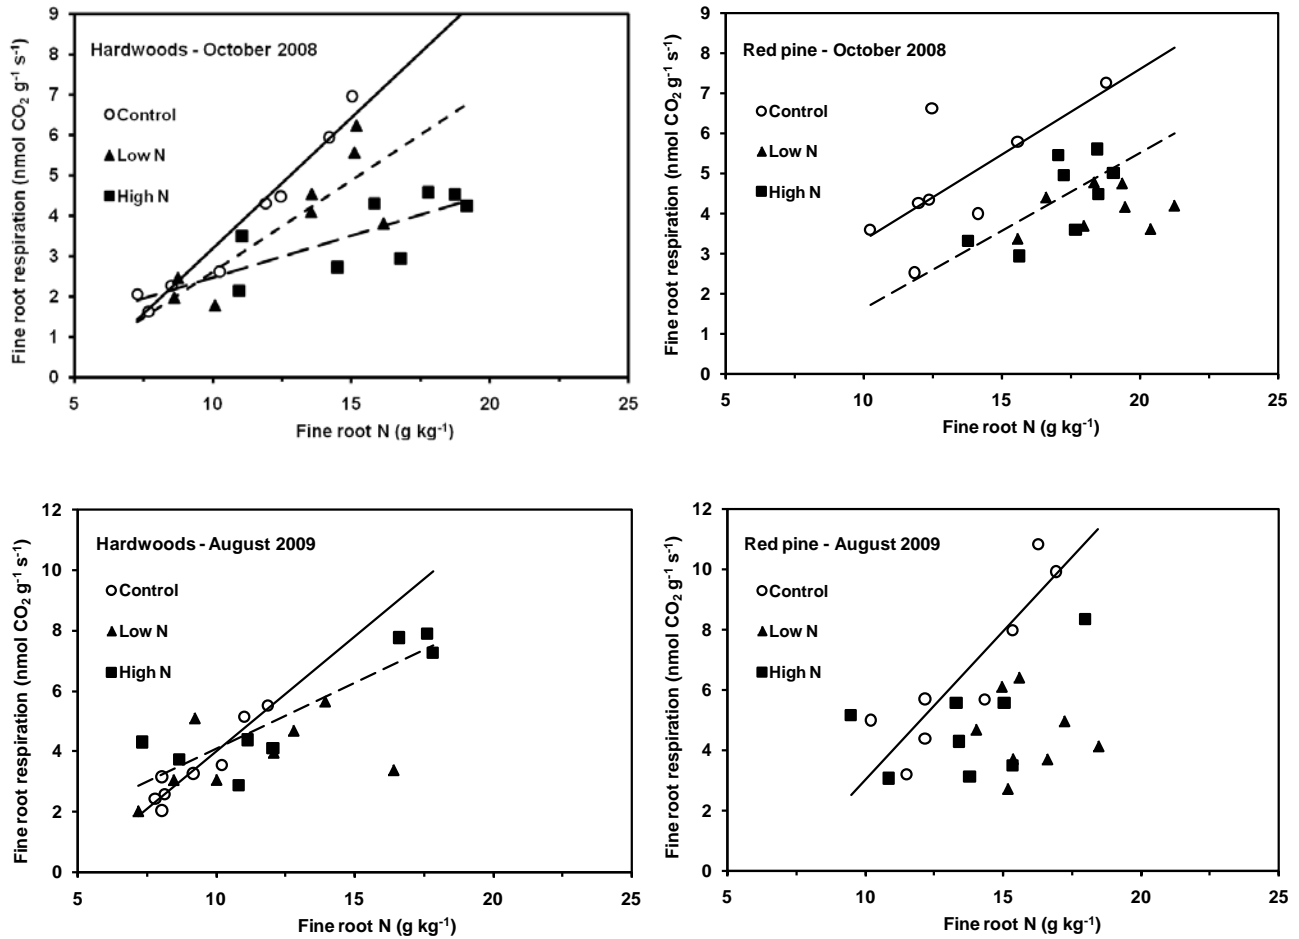 Hardwoods - October 2008
Control
Low N
High N
Fine root respiration (nmol CO₂ g⁻¹ s⁻¹)
9
8
7
6
5
4
3
2
1
0
5 10 15 20 25
Fine root N (g kg⁻¹)
Red pine - October 2008
Control
Low N
High N
Fine root respiration (nmol CO₂ g⁻¹ s⁻¹)
9
8
7
6
5
4
3
2
1
0
5 10 15 20 25
Fine root N (g kg⁻¹)
Hardwoods - August 2009
Control
Low N
High N
Fine root respiration (nmol CO₂ g⁻¹ s⁻¹)
12
10
8
6
4
2
0
5 10 15 20 25
Fine root N (g kg⁻¹)
Red pine - August 2009
Control
Low N
High N
Fine root respiration (nmol CO₂ g⁻¹ s⁻¹)
12
10
8
6
4
2
0
5 10 15 20 25
Fine root N (g kg⁻¹)